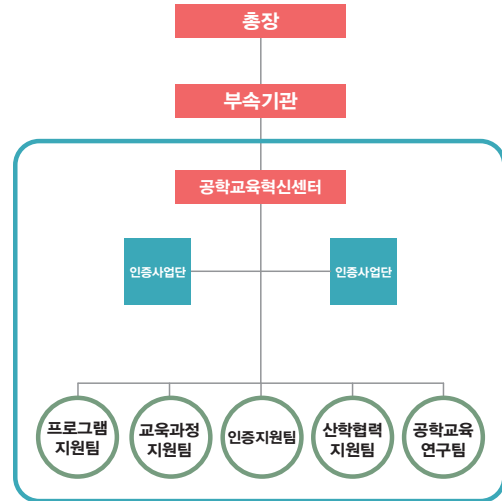 총장
부속기관
공학교육혁신센터
인증사업단
인증사업단
프로그램
지원팀
교육과정
지원팀
인증지원팀
산학협력
지원팀
공학교육
연구팀